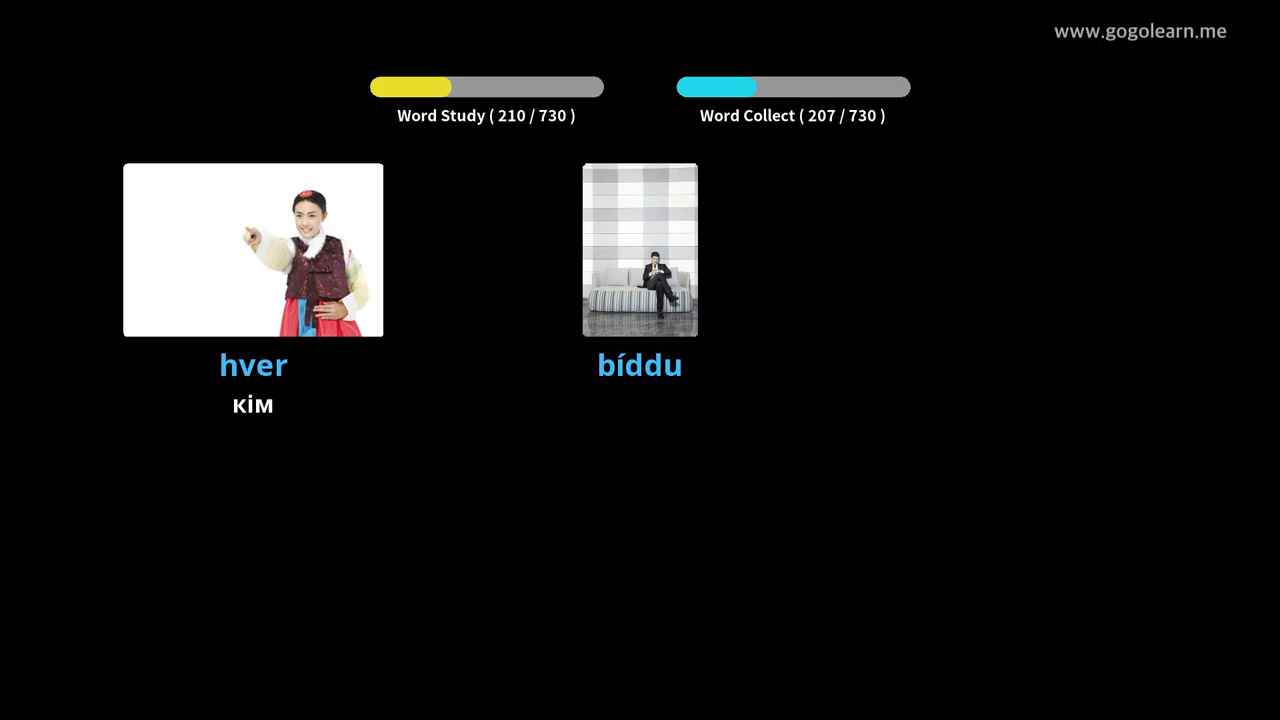 www.gogolearn.me
Word Study ( 210 / 730 )
Word Collect ( 207 / 730 )
hver
bíddu
кім